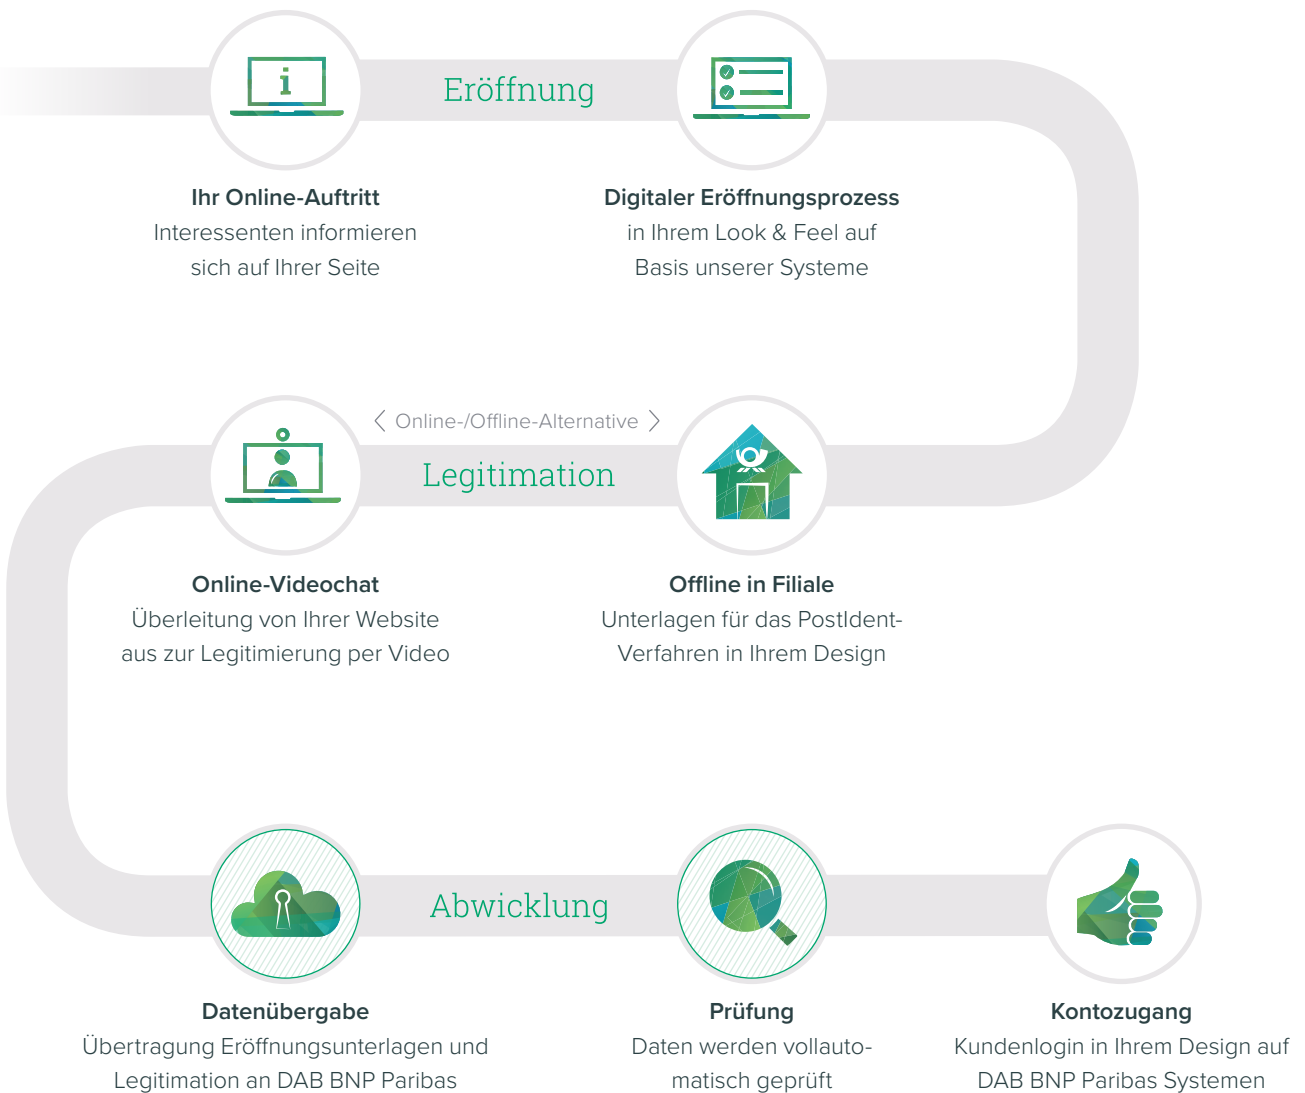 i
Eröffnung
Ihr Online-Auftritt
Interessenten informieren
sich auf Ihrer Seite
Digitaler Eröffnungsprozess
in Ihrem Look & Feel auf
Basis unserer Systeme
Online-/Offline-Alternative
Legitimation
Online-Videochat
Überleitung von Ihrer Website
aus zur Legitimierung per Video
Offline in Filiale
Unterlagen für das PostIdent-
Verfahren in Ihrem Design
Abwicklung
Datenübergabe
Übertragung Eröffnungsunterlagen und
Legitimation an DAB BNP Paribas
Prüfung
Daten werden vollauto-
matisch geprüft
Kontozugang
Kundenlogin in Ihrem Design auf
DAB BNP Paribas Systemen